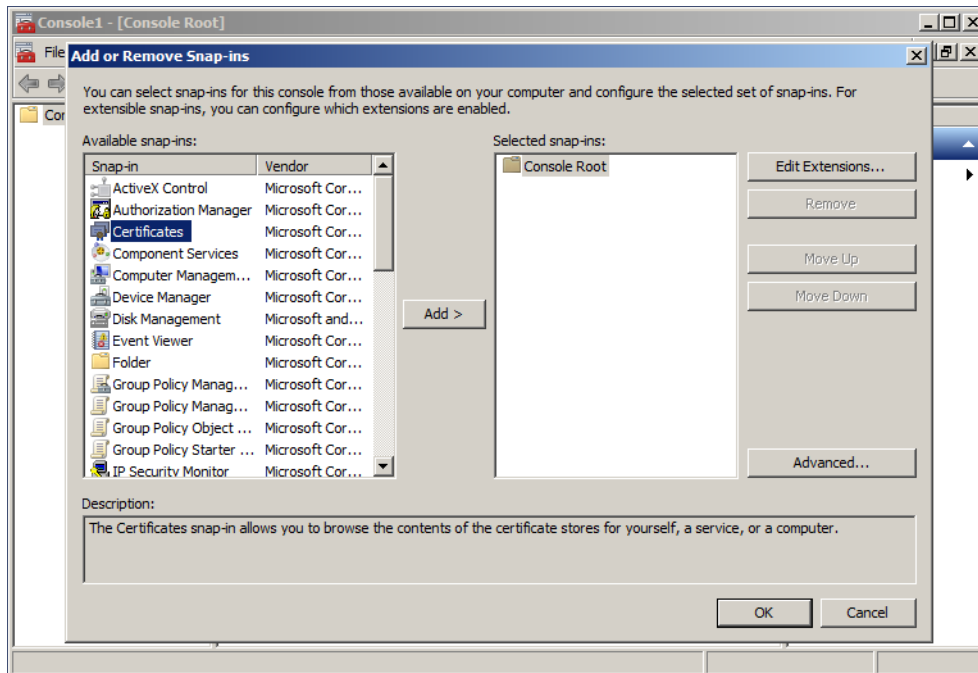 Console1 - [Console Root]
File
Add or Remove Snap-ins
You can select snap-ins for this console from those available on your computer and configure the selected set of snap-ins. For
extensible snap-ins, you can configure which extensions are enabled.
Cor
Available snap-ins:
Selected snap-ins:
Snap-in Vendor
ActiveX Control Microsoft Cor...
Authorization Manager Microsoft Cor...
Certificates Microsoft Cor...
Component Services Microsoft Cor...
Computer Managem... Microsoft Cor...
Device Manager Microsoft Cor...
Disk Management Microsoft and...
Event Viewer Microsoft Cor...
Folder Microsoft Cor...
Group Policy Manag... Microsoft Cor...
Group Policy Manag... Microsoft Cor...
Group Policy Object ... Microsoft Cor...
Group Policy Starter ... Microsoft Cor...
IP Security Monitor Microsoft Cor...
Add >
Console Root
Edit Extensions...
Remove
Move Up
Move Down
Advanced...
Description:
The Certificates snap-in allows you to browse the contents of the certificate stores for yourself, a service, or a computer.
OK
Cancel